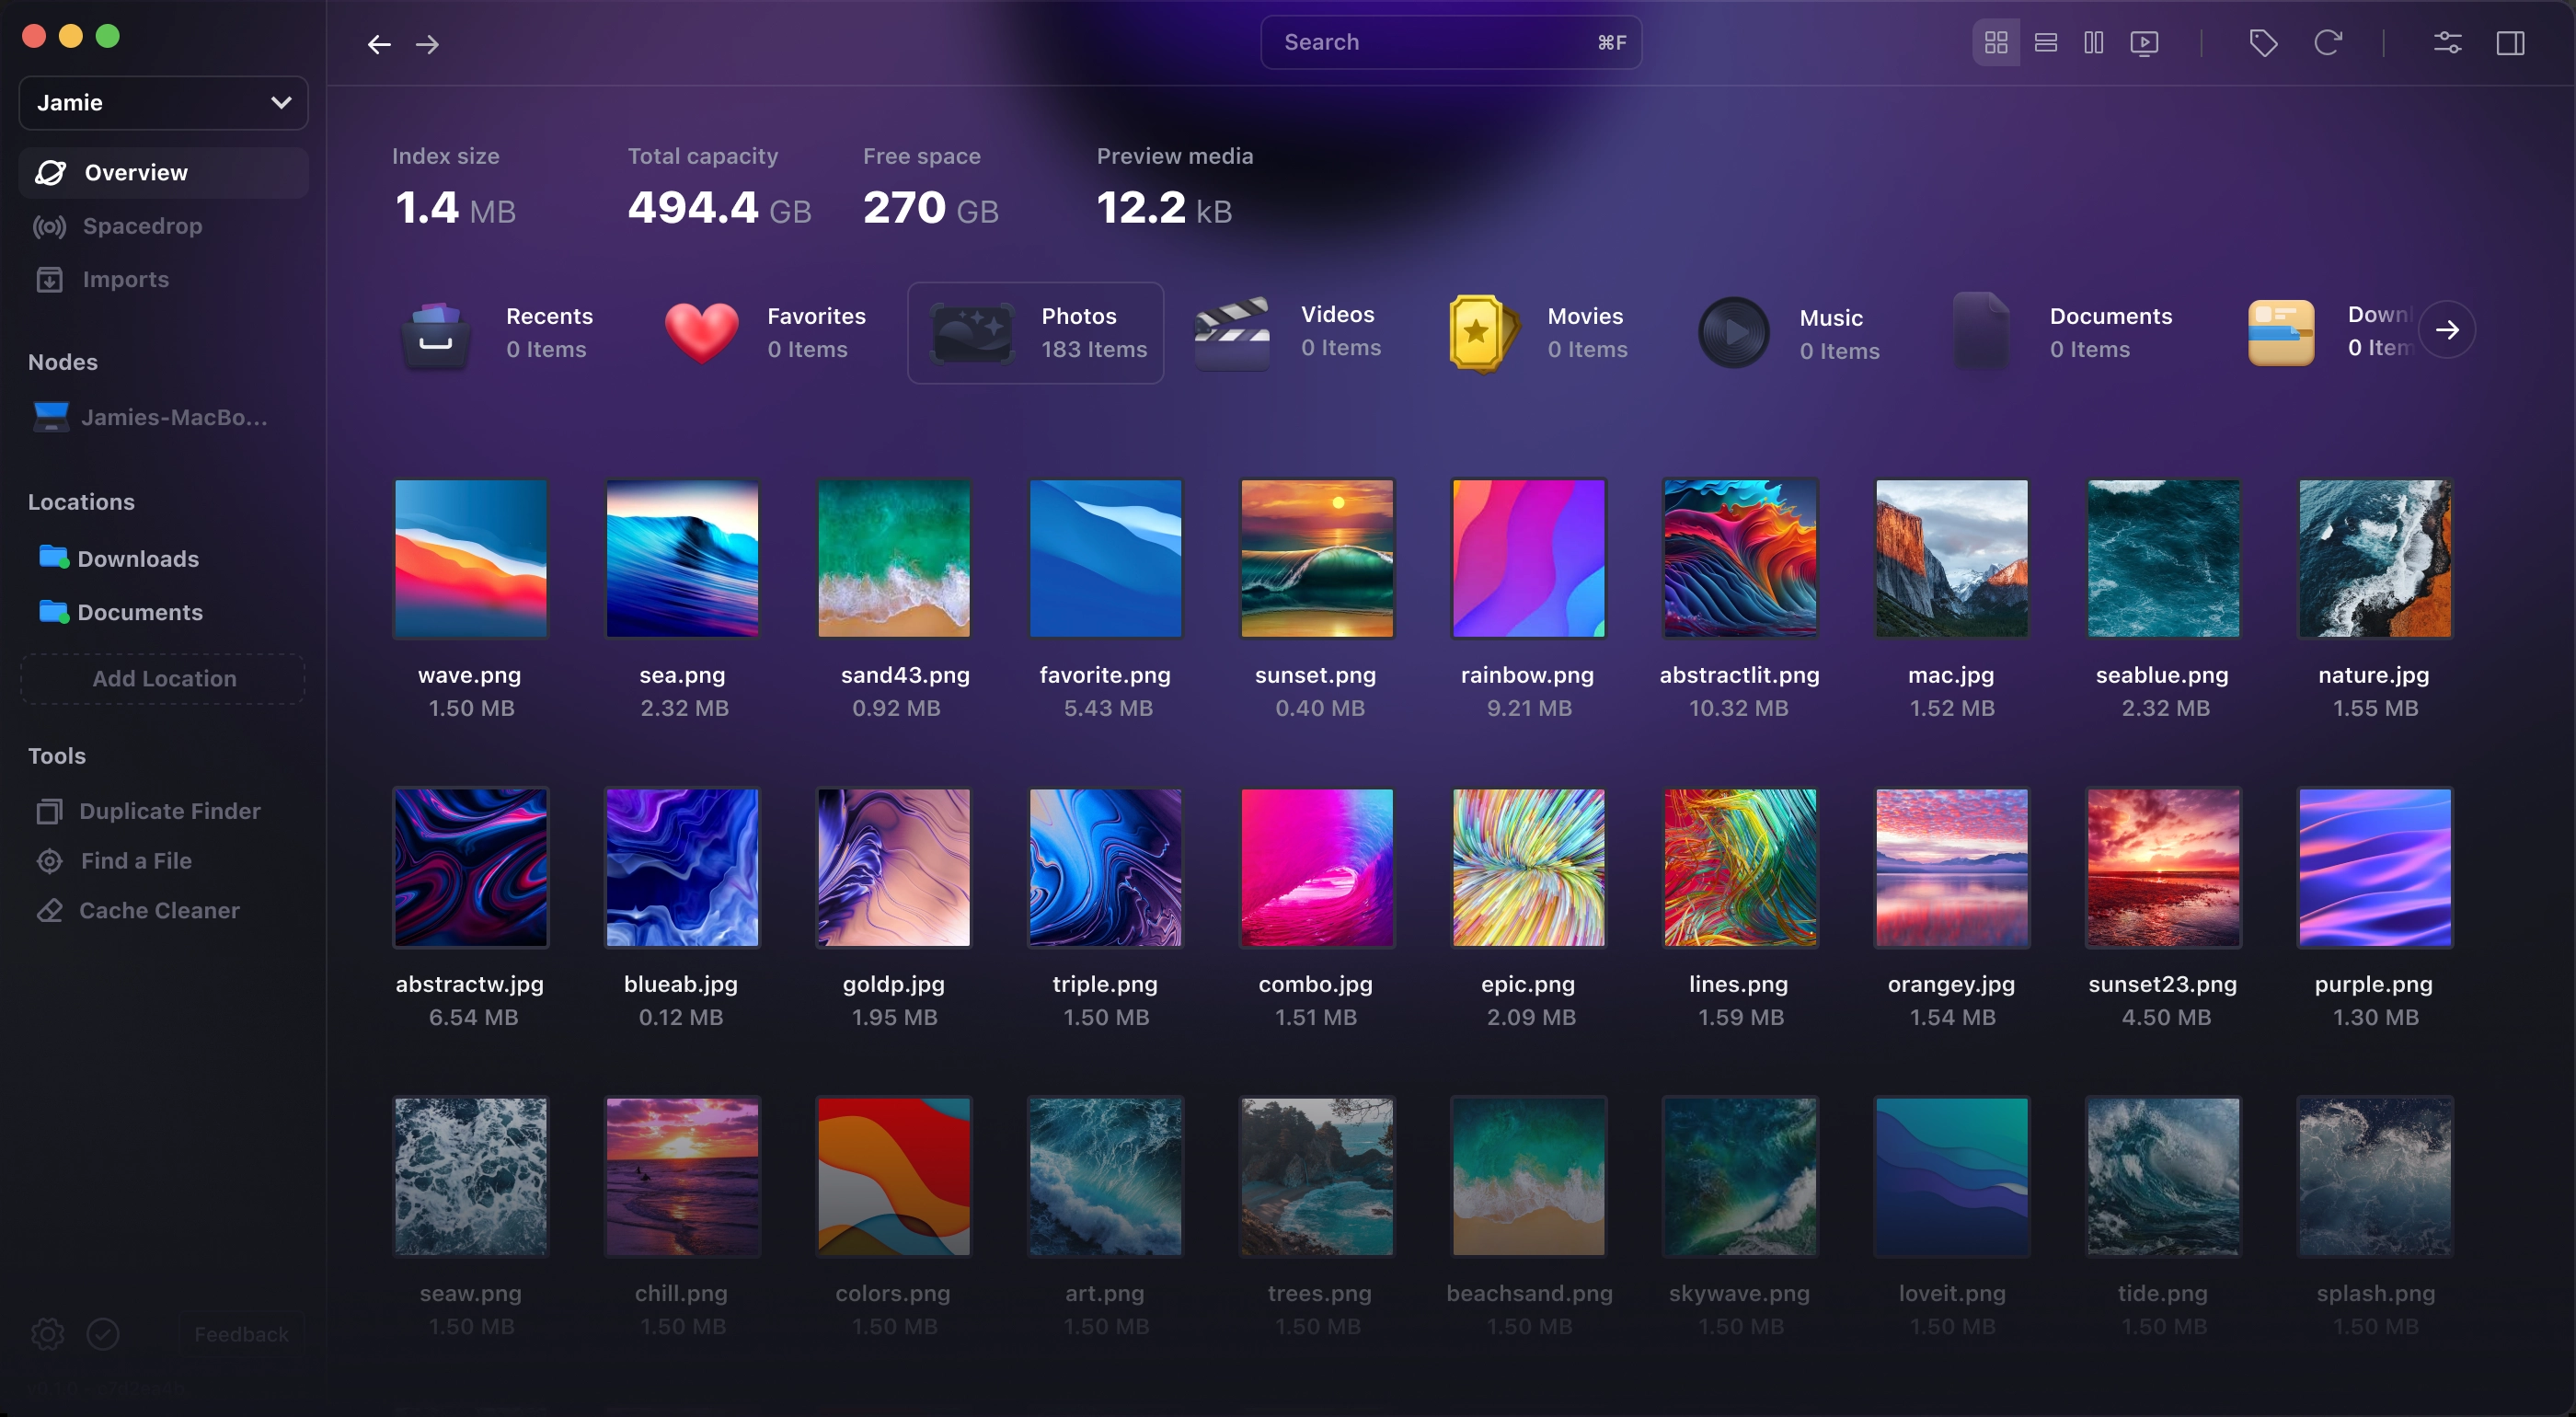 Jamie
Overview
Spacedrop
Imports
Nodes
Jamies-MacBo...
Locations
Downloads
Documents
Add Location
Tools
Duplicate Finder
Find a File
Cache Cleaner
Feedback
Search ⌘F
Index size Total capacity Free space Preview media
1.4 MB 494.4 GB 270 GB 12.2 kB
Recents Favorites Photos Videos Movies Music Documents
0 Items 0 Items 183 Items 0 Items 0 Items 0 Items 0 Items 0
wave.png sea.png sand43.png favorite.png sunset.png rainbow.png abstractlit.png mac.jpg seablue.png nature.jpg
1.50 MB 2.32 MB 0.92 MB 5.43 MB 0.40 MB 9.21 MB 10.32 MB 1.52 MB 2.32 MB 1.55 MB
abstractw.jpg blueab.jpg goldp.jpg triple.png combo.jpg epic.png lines.png orangey.jpg sunset23.png purple.png
6.54 MB 0.12 MB 1.95 MB 1.50 MB 1.51 MB 2.09 MB 1.59 MB 1.54 MB 4.50 MB 1.30 MB
seaw.png chill.png colors.png art.png trees.png beachsand.png skywave.png loveit.png tide.png splash.png
1.50 MB 1.50 MB 1.50 MB 1.50 MB 1.50 MB 1.50 MB 1.50 MB 1.50 MB 1.50 MB 1.50 MB